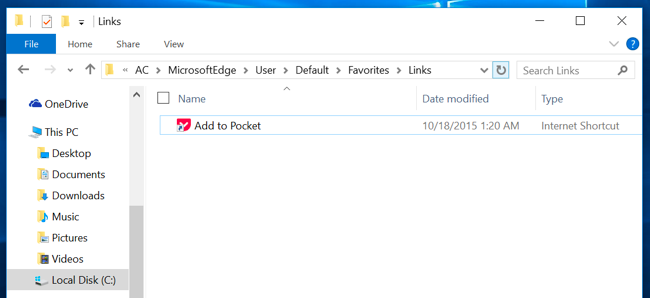 Links
File Home Share View
« AC > MicrosoftEdge > User > Default > Favorites > Links Search Links
Name Date modified Type
OneDrive
Add to Pocket 10/18/2015 1:20 AM Internet Shortcut
This PC
Desktop
Documents
Downloads
Music
Pictures
Videos
Local Disk (C:)